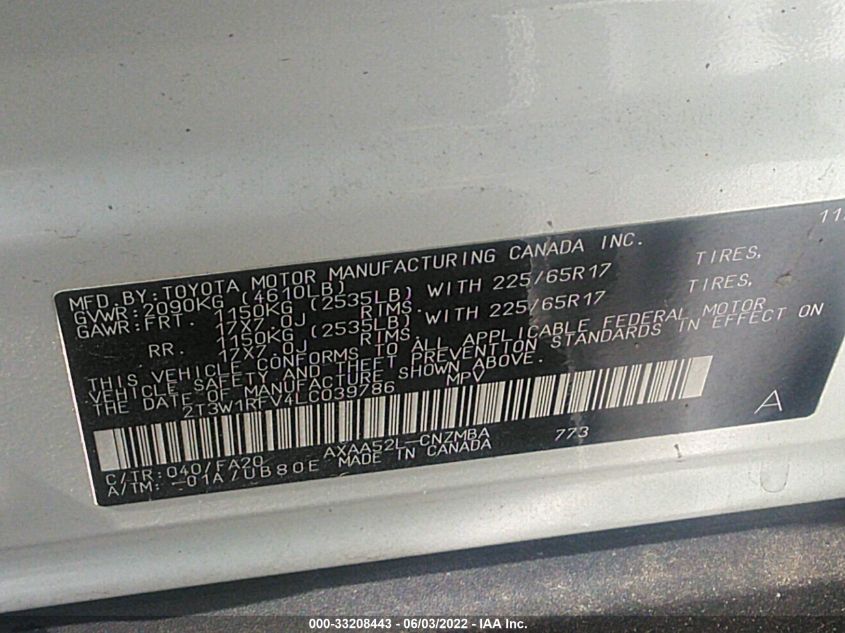 MFD. BY: TOYOTA MOTOR MANUFACTURING CANADA INC. 11
GVWR: 2090KG (4610LB)
GAWR: FRT. 1150KG (2535LB) WITH 225/65R17 TIRES,
17X7.0J RIMS.
RR. 1150KG (2535LB) WITH 225/65R17 TIRES,
17X7.0J RIMS.
THIS VEHICLE CONFORMS TO ALL APPLICABLE FEDERAL MOTOR
VEHICLE SAFETY AND THEFT PREVENTION STANDARDS IN EFFECT ON
THE DATE OF MANUFACTURE SHOWN ABOVE.
2T3W1RFV4LC039786 MPV
A
C/TR: 040/FA20 AXAA52L-CNZMBA 773
A/TM: -01A/UB80E MADE IN CANADA
000-33208443 - 06/03/2022 - IAA Inc.